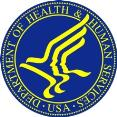 DEPARTMENT OF HEALTH & HUMAN SERVICES
· USA ·